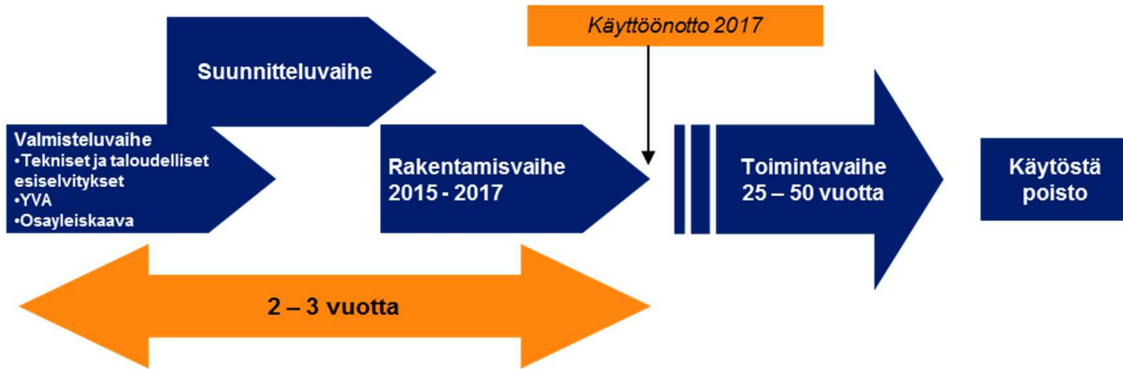 Käyttöönotto 2017
Suunnitteluvaihe
Valmisteluvaihe
•Tekniset ja taloudelliset
esiselvitykset
•YVA
•Osayleiskaava
Rakentamisvaihe
2015 - 2017
Toimintavaihe
25 – 50 vuotta
Käytöstä
poisto
2 – 3 vuotta